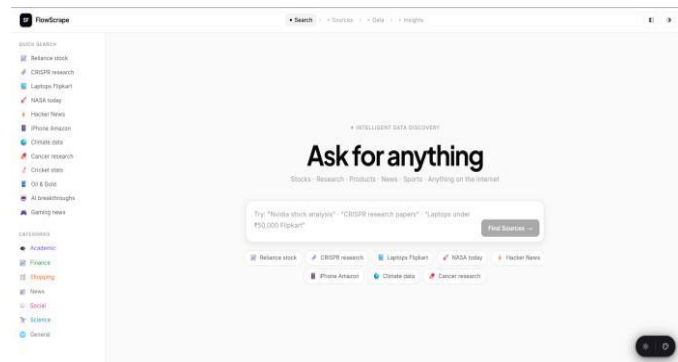 SF FlowScrape
Search Sources Data Insights
QUICK SEARCH
Reliance stock
CRISPR research
Laptops Flipkart
NASA today
Hacker News
iPhone Amazon
Climate data
Cancer research
Cricket stats
Oil & Gold
AI breakthroughs
Gaming news
CATEGORIES
Academic
Finance
Shopping
News
Social
Science
General
INTELLIGENT DATA DISCOVERY
Ask for anything
Stocks · Research · Products · News · Sports · Anything on the internet
Try: "Nvidia stock analysis" · "CRISPR research papers" · "Laptops under
₹50,000 Flipkart"
Find Sources →
Reliance stock CRISPR research Laptops Flipkart NASA today Hacker News
iPhone Amazon Climate data Cancer research